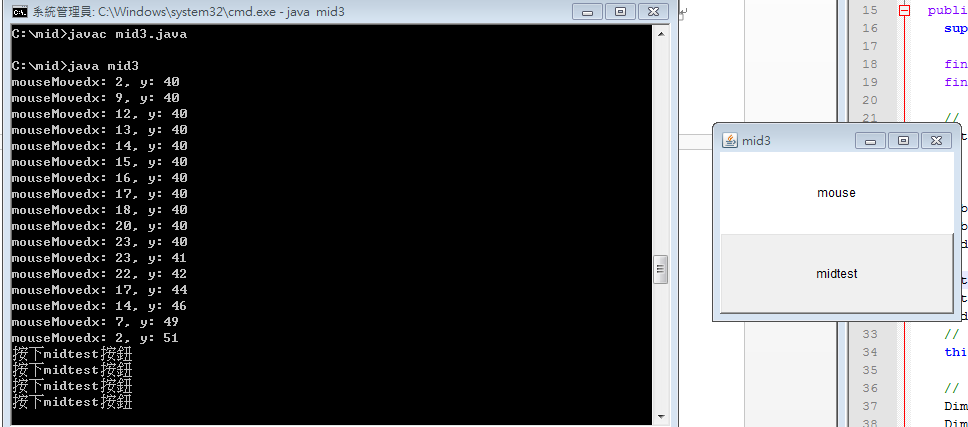 系統管理員: C:\Windows\system32\cmd.exe - java mid3
C:\mid>javac mid3.java
C:\mid>java mid3
mouseMovedx: 2, y: 40
mouseMovedx: 9, y: 40
mouseMovedx: 12, y: 40
mouseMovedx: 13, y: 40
mouseMovedx: 14, y: 40
mouseMovedx: 15, y: 40
mouseMovedx: 16, y: 40
mouseMovedx: 17, y: 40
mouseMovedx: 18, y: 40
mouseMovedx: 20, y: 40
mouseMovedx: 23, y: 40
mouseMovedx: 23, y: 41
mouseMovedx: 22, y: 42
mouseMovedx: 17, y: 44
mouseMovedx: 14, y: 46
mouseMovedx: 7, y: 49
mouseMovedx: 2, y: 51
按下midtest按鈕
按下midtest按鈕
按下midtest按鈕
按下midtest按鈕
mid3
mouse
midtest
15 publi
16 sup
17
18 fin
19 fin
20
21 //
33 //
34 thi
35
36 //
37 Dim
38 Dim